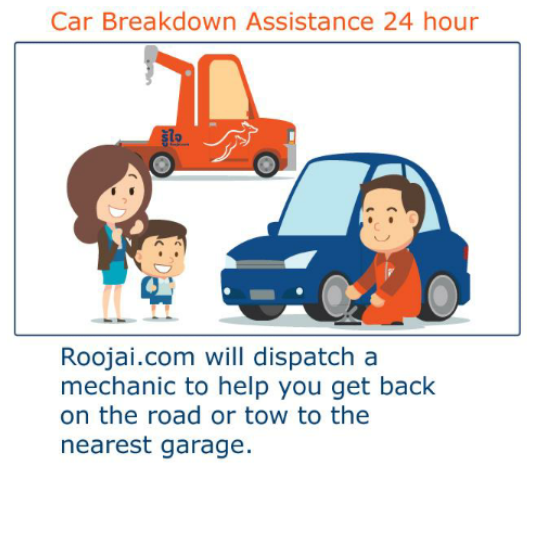 Car Breakdown Assistance 24 hour
รู้ใจ
Roojai.com will dispatch a
mechanic to help you get back
on the road or tow to the
nearest garage.